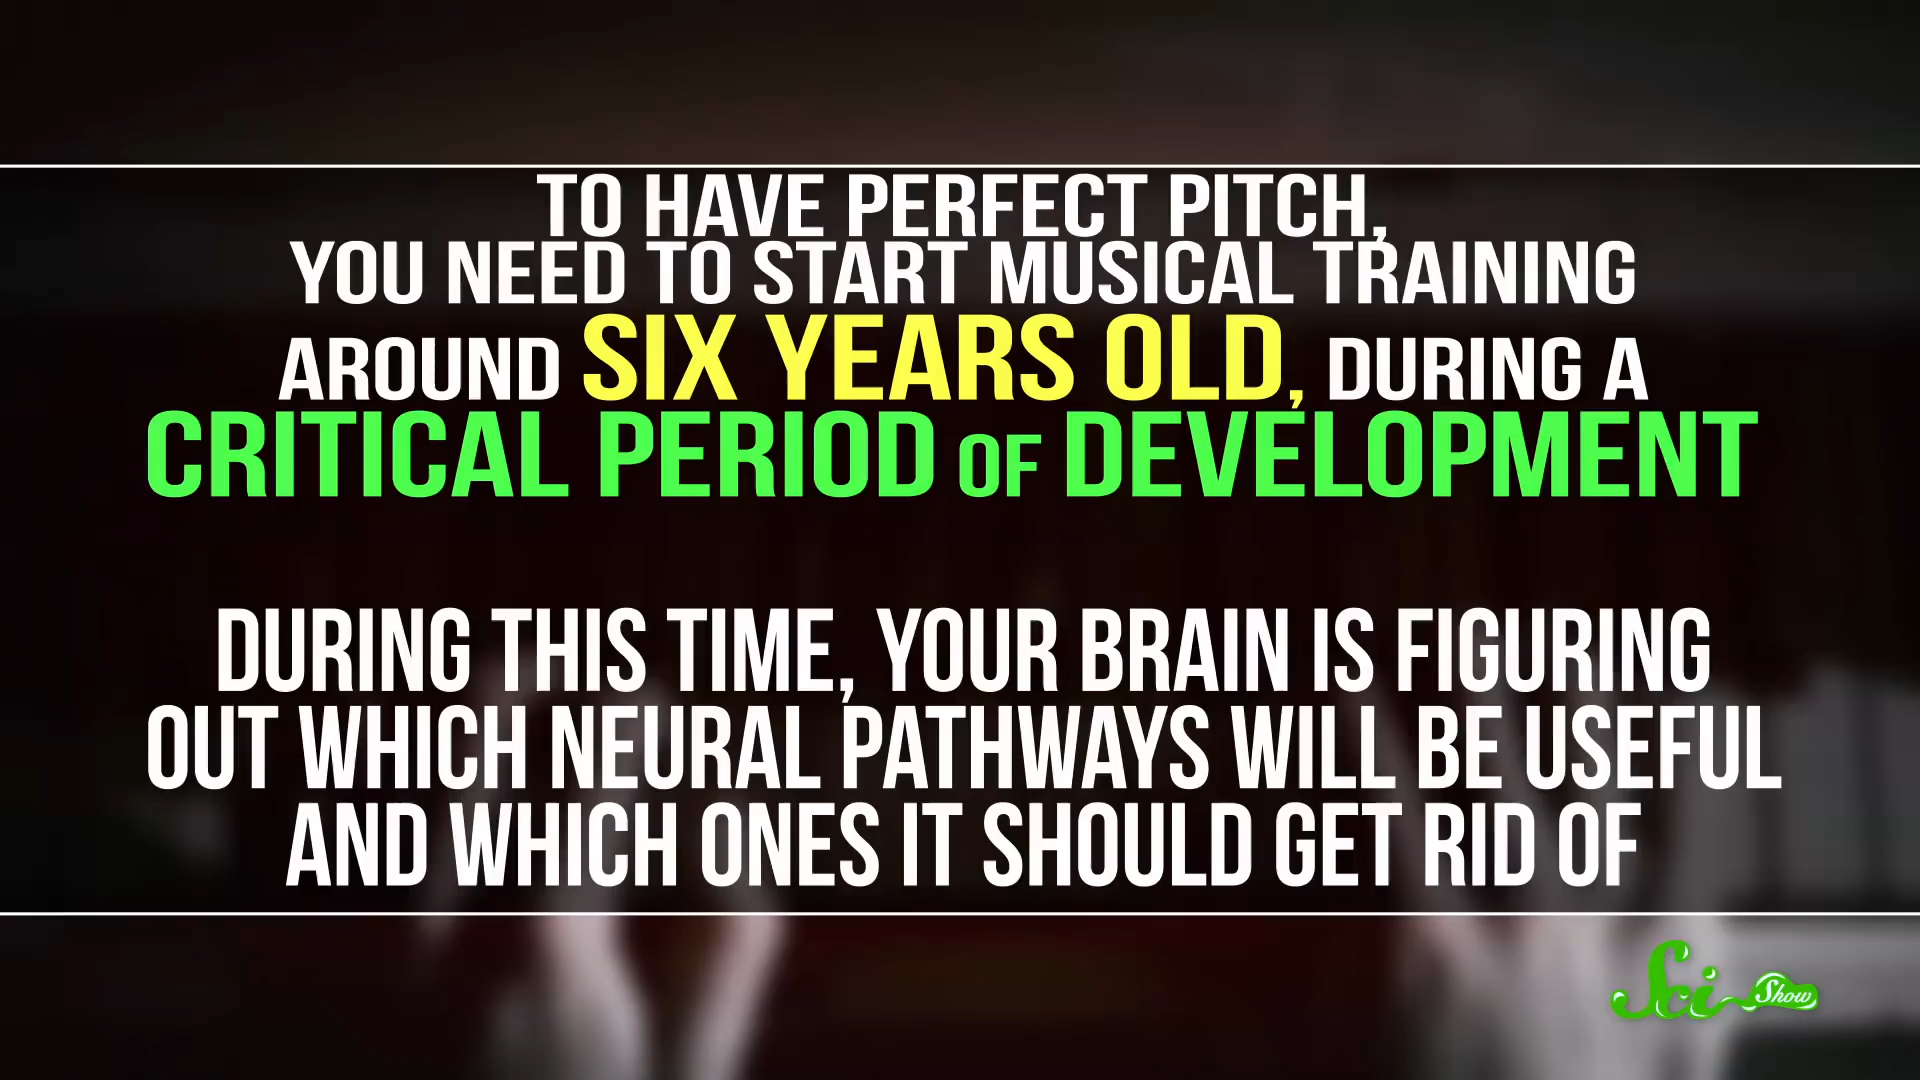 TO HAVE PERFECT PITCH,
YOU NEED TO START MUSICAL TRAINING
AROUND SIX YEARS OLD, DURING A
CRITICAL PERIOD OF DEVELOPMENT
DURING THIS TIME, YOUR BRAIN IS FIGURING
OUT WHICH NEURAL PATHWAYS WILL BE USEFUL
AND WHICH ONES IT SHOULD GET RID OF
Sci Show